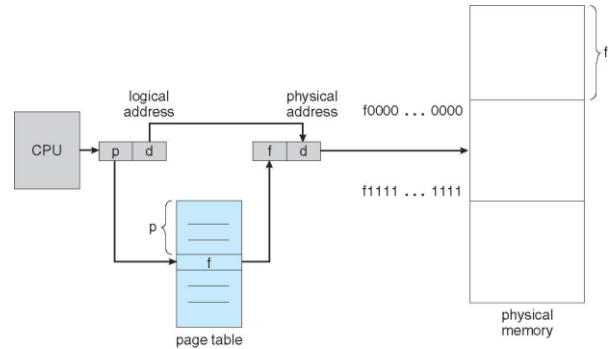 f
logical
address
physical
address
f0000 ... 0000
CPU
p
d
f
d
f1111 ... 1111
p
f
page table
physical
memory